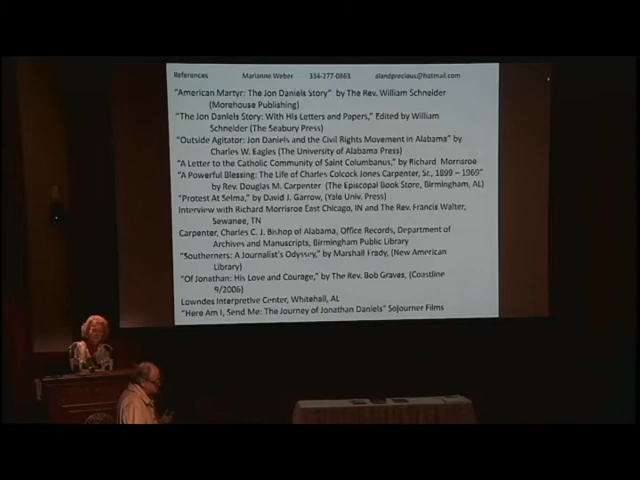 References Marianne Weber 334-277-0863 alandprecious@hotmail.com
"American Martyr: The Jon Daniels Story" by The Rev. William Schneider
(Morehouse Publishing)
"The Jon Daniels Story: With His Letters and Papers," Edited by William
Schneider (The Seabury Press)
"Outside Agitator: Jon Daniels and the Civil Rights Movement in Alabama" by
Charles W. Eagles (The University of Alabama Press)
"A Letter to the Catholic Community of Saint Columbanus," by Richard Morrisroe
"A Powerful Blessing: The Life of Charles Colcock Jones Carpenter, Sr., 1899 – 1969"
by Rev. Douglas M. Carpenter (The Episcopal Book Store, Birmingham, AL)
"Protest At Selma," by David J. Garrow, (Yale Univ. Press)
Interview with Richard Morrisroe East Chicago, IN and The Rev. Francis Walter,
Sewanee, TN
Carpenter, Charles C. J. Bishop of Alabama, Office Records, Department of
Archives and Manuscripts, Birmingham Public Library
"Southerners: A Journalist's Odyssey," by Marshall Frady, (New American
Library)
"Of Jonathan: His Love and Courage," by The Rev. Bob Graves, (Coastline
9/2006)
Lowndes Interpretive Center, Whitehall, AL
"Here Am I, Send Me: The Journey of Jonathan Daniels" Sojourner Films